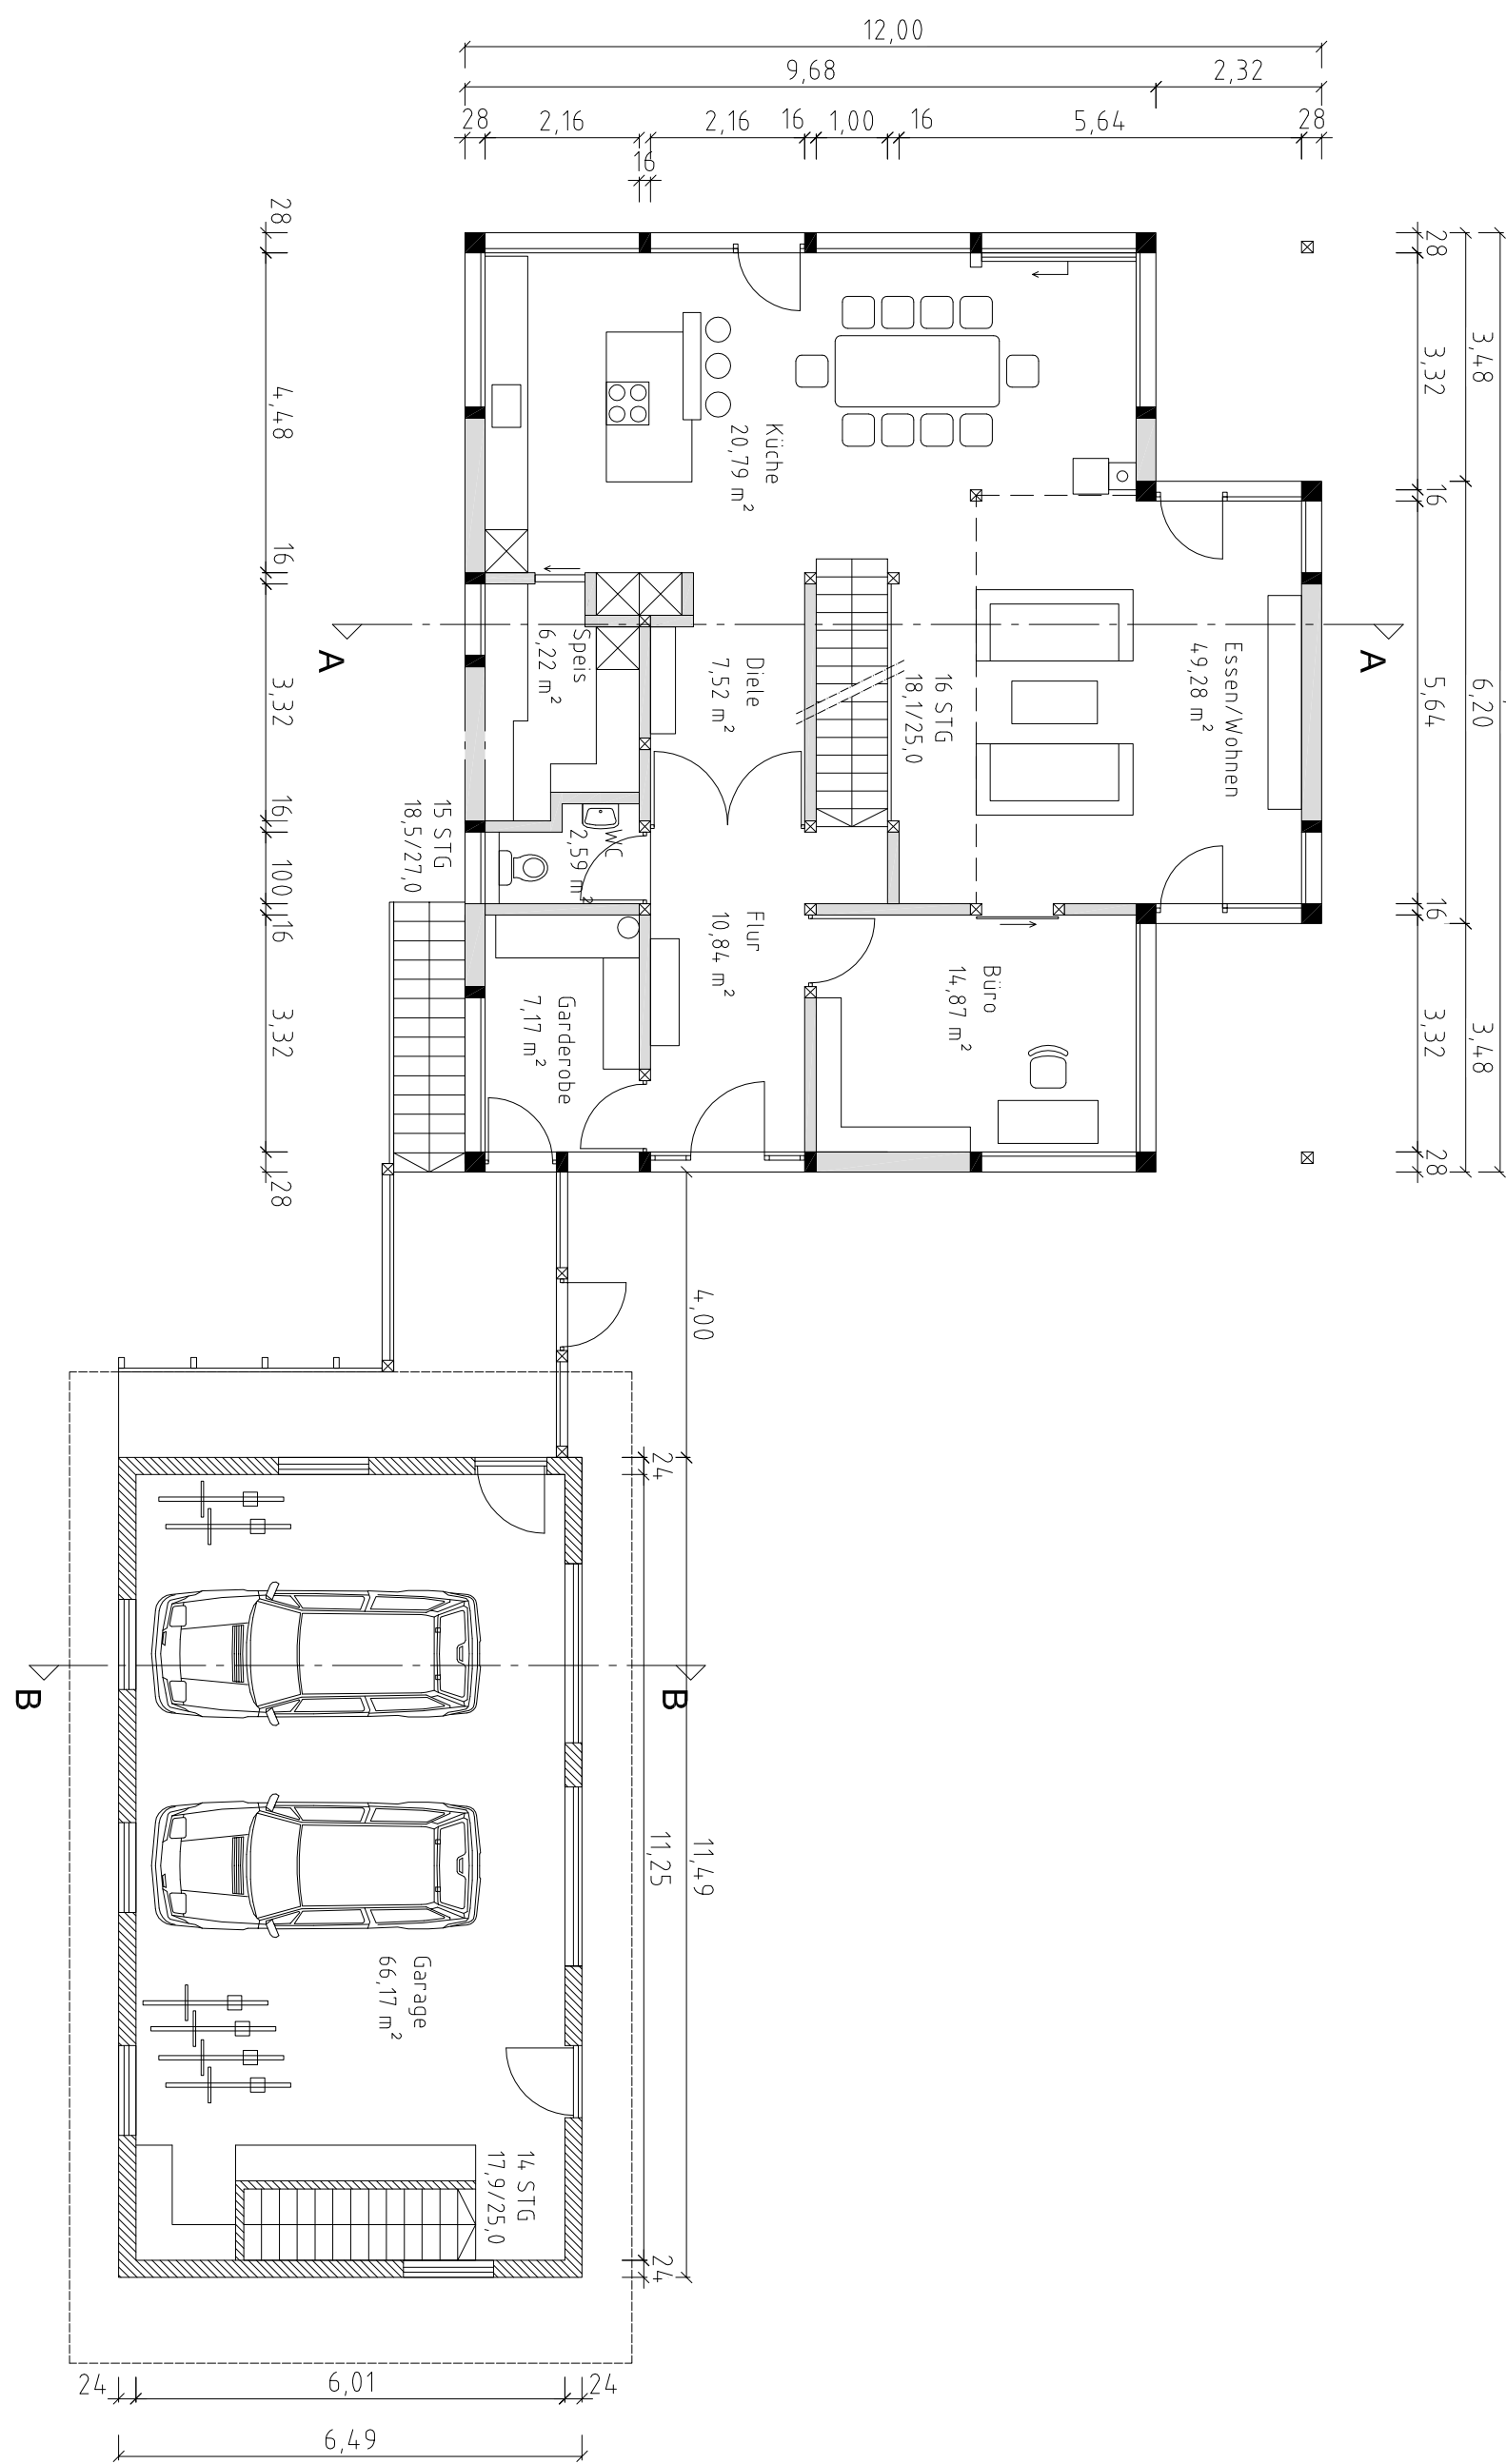 12,00
9,68
2,32
28
2,16
2,16
16
1,00
16
5,64
28
16
28
4,48
16
3,32
16
100
16
3,32
28
28
3,32
16
5,64
16
3,32
28
3,48
6,20
3,48
Küche
20,79 m²
Essen/Wohnen
49,28 m²
Speis
6,22 m²
Diele
7,52 m²
16 STG
18,1/25,0
A
A
WC
2,59 m²
15 STG
18,5/27,0
Flur
10,84 m²
Büro
14,87 m²
Garderobe
7,17 m²
4,00
24
11,25
11,49
24
B
B
Garage
66,17 m²
14 STG
17,9/25,0
24
6,01
24
6,49